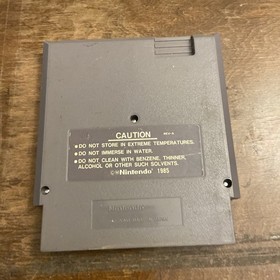 CAUTION
REV-A
● DO NOT STORE IN EXTREME TEMPERATURES.
● DO NOT IMMERSE IN WATER.
● DO NOT CLEAN WITH BENZENE, THINNER,
ALCOHOL OR OTHER SUCH SOLVENTS.
©®Nintendo® 1985